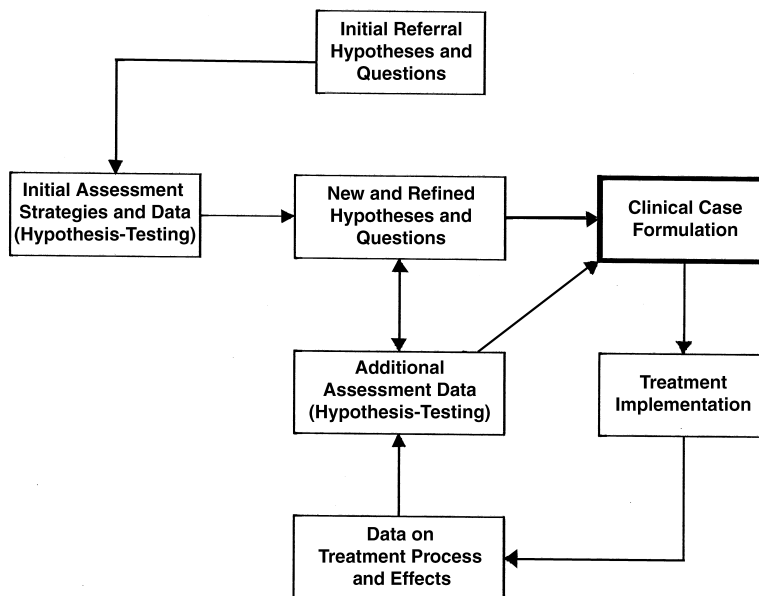 Initial Referral
Hypotheses and
Questions
Initial Assessment
Strategies and Data
(Hypothesis-Testing)
New and Refined
Hypotheses and
Questions
Clinical Case
Formulation
Additional
Assessment Data
(Hypothesis-Testing)
Treatment
Implementation
Data on
Treatment Process
and Effects